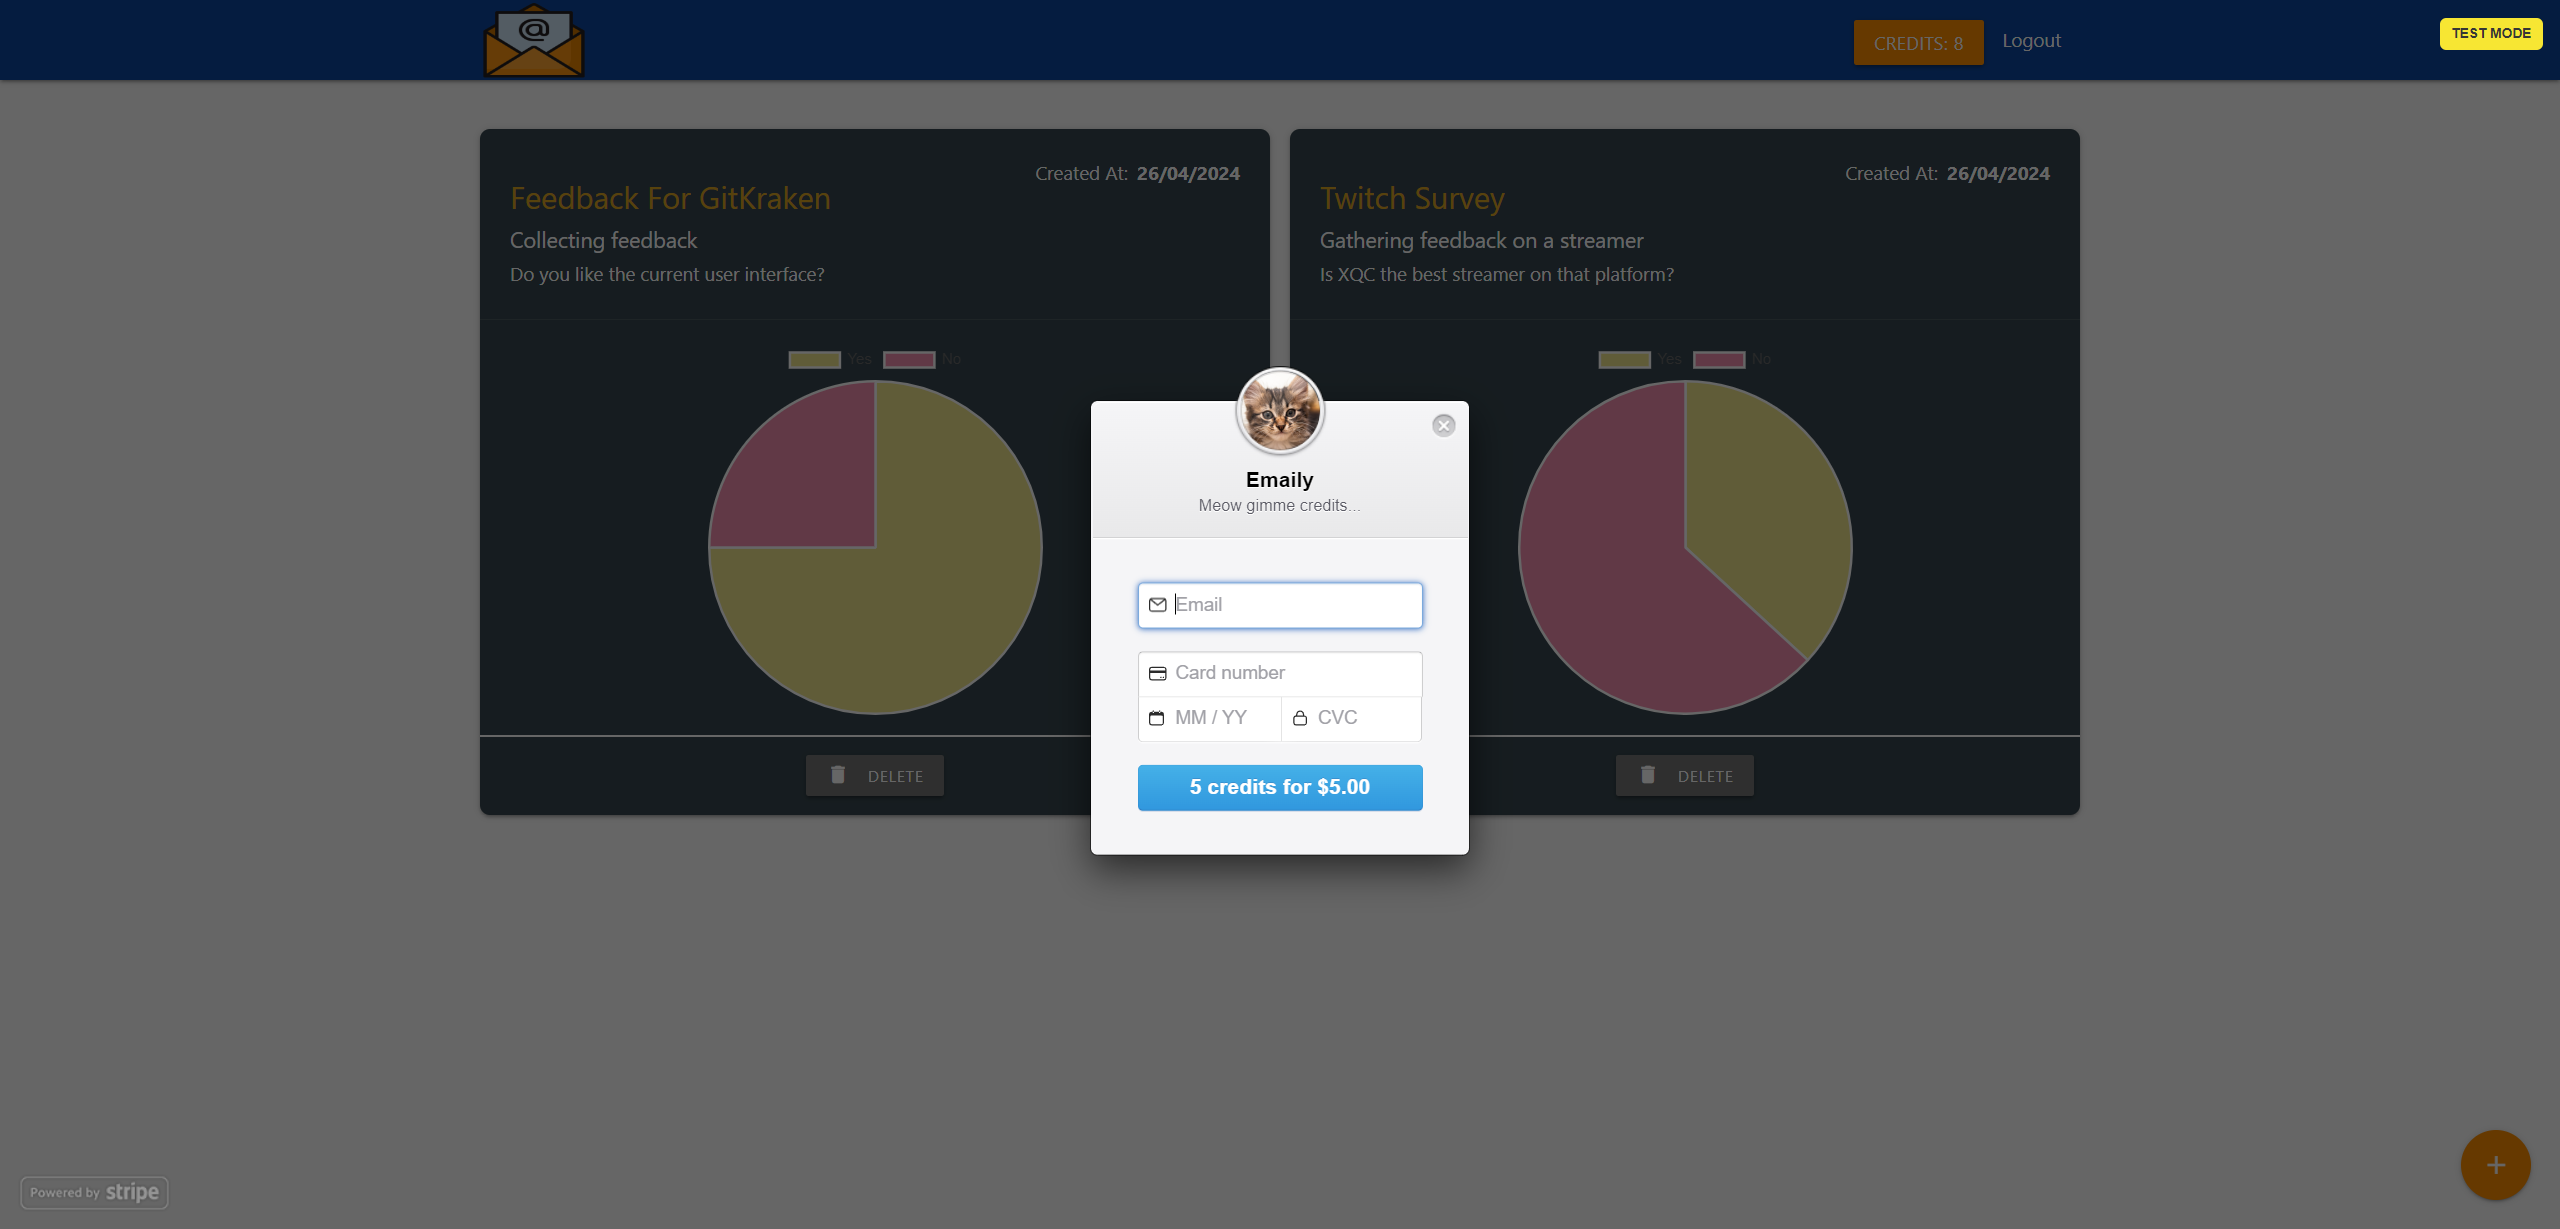 @
CREDITS: 8
Logout
TEST MODE
Created At: 26/04/2024
Feedback For GitKraken
Collecting feedback
Do you like the current user interface?
Yes
No
DELETE
Created At: 26/04/2024
Twitch Survey
Gathering feedback on a streamer
Is XQC the best streamer on that platform?
Yes
No
DELETE
Emaily
Meow gimme credits...
Email
Card number
MM / YY
CVC
5 credits for $5.00
Powered by stripe